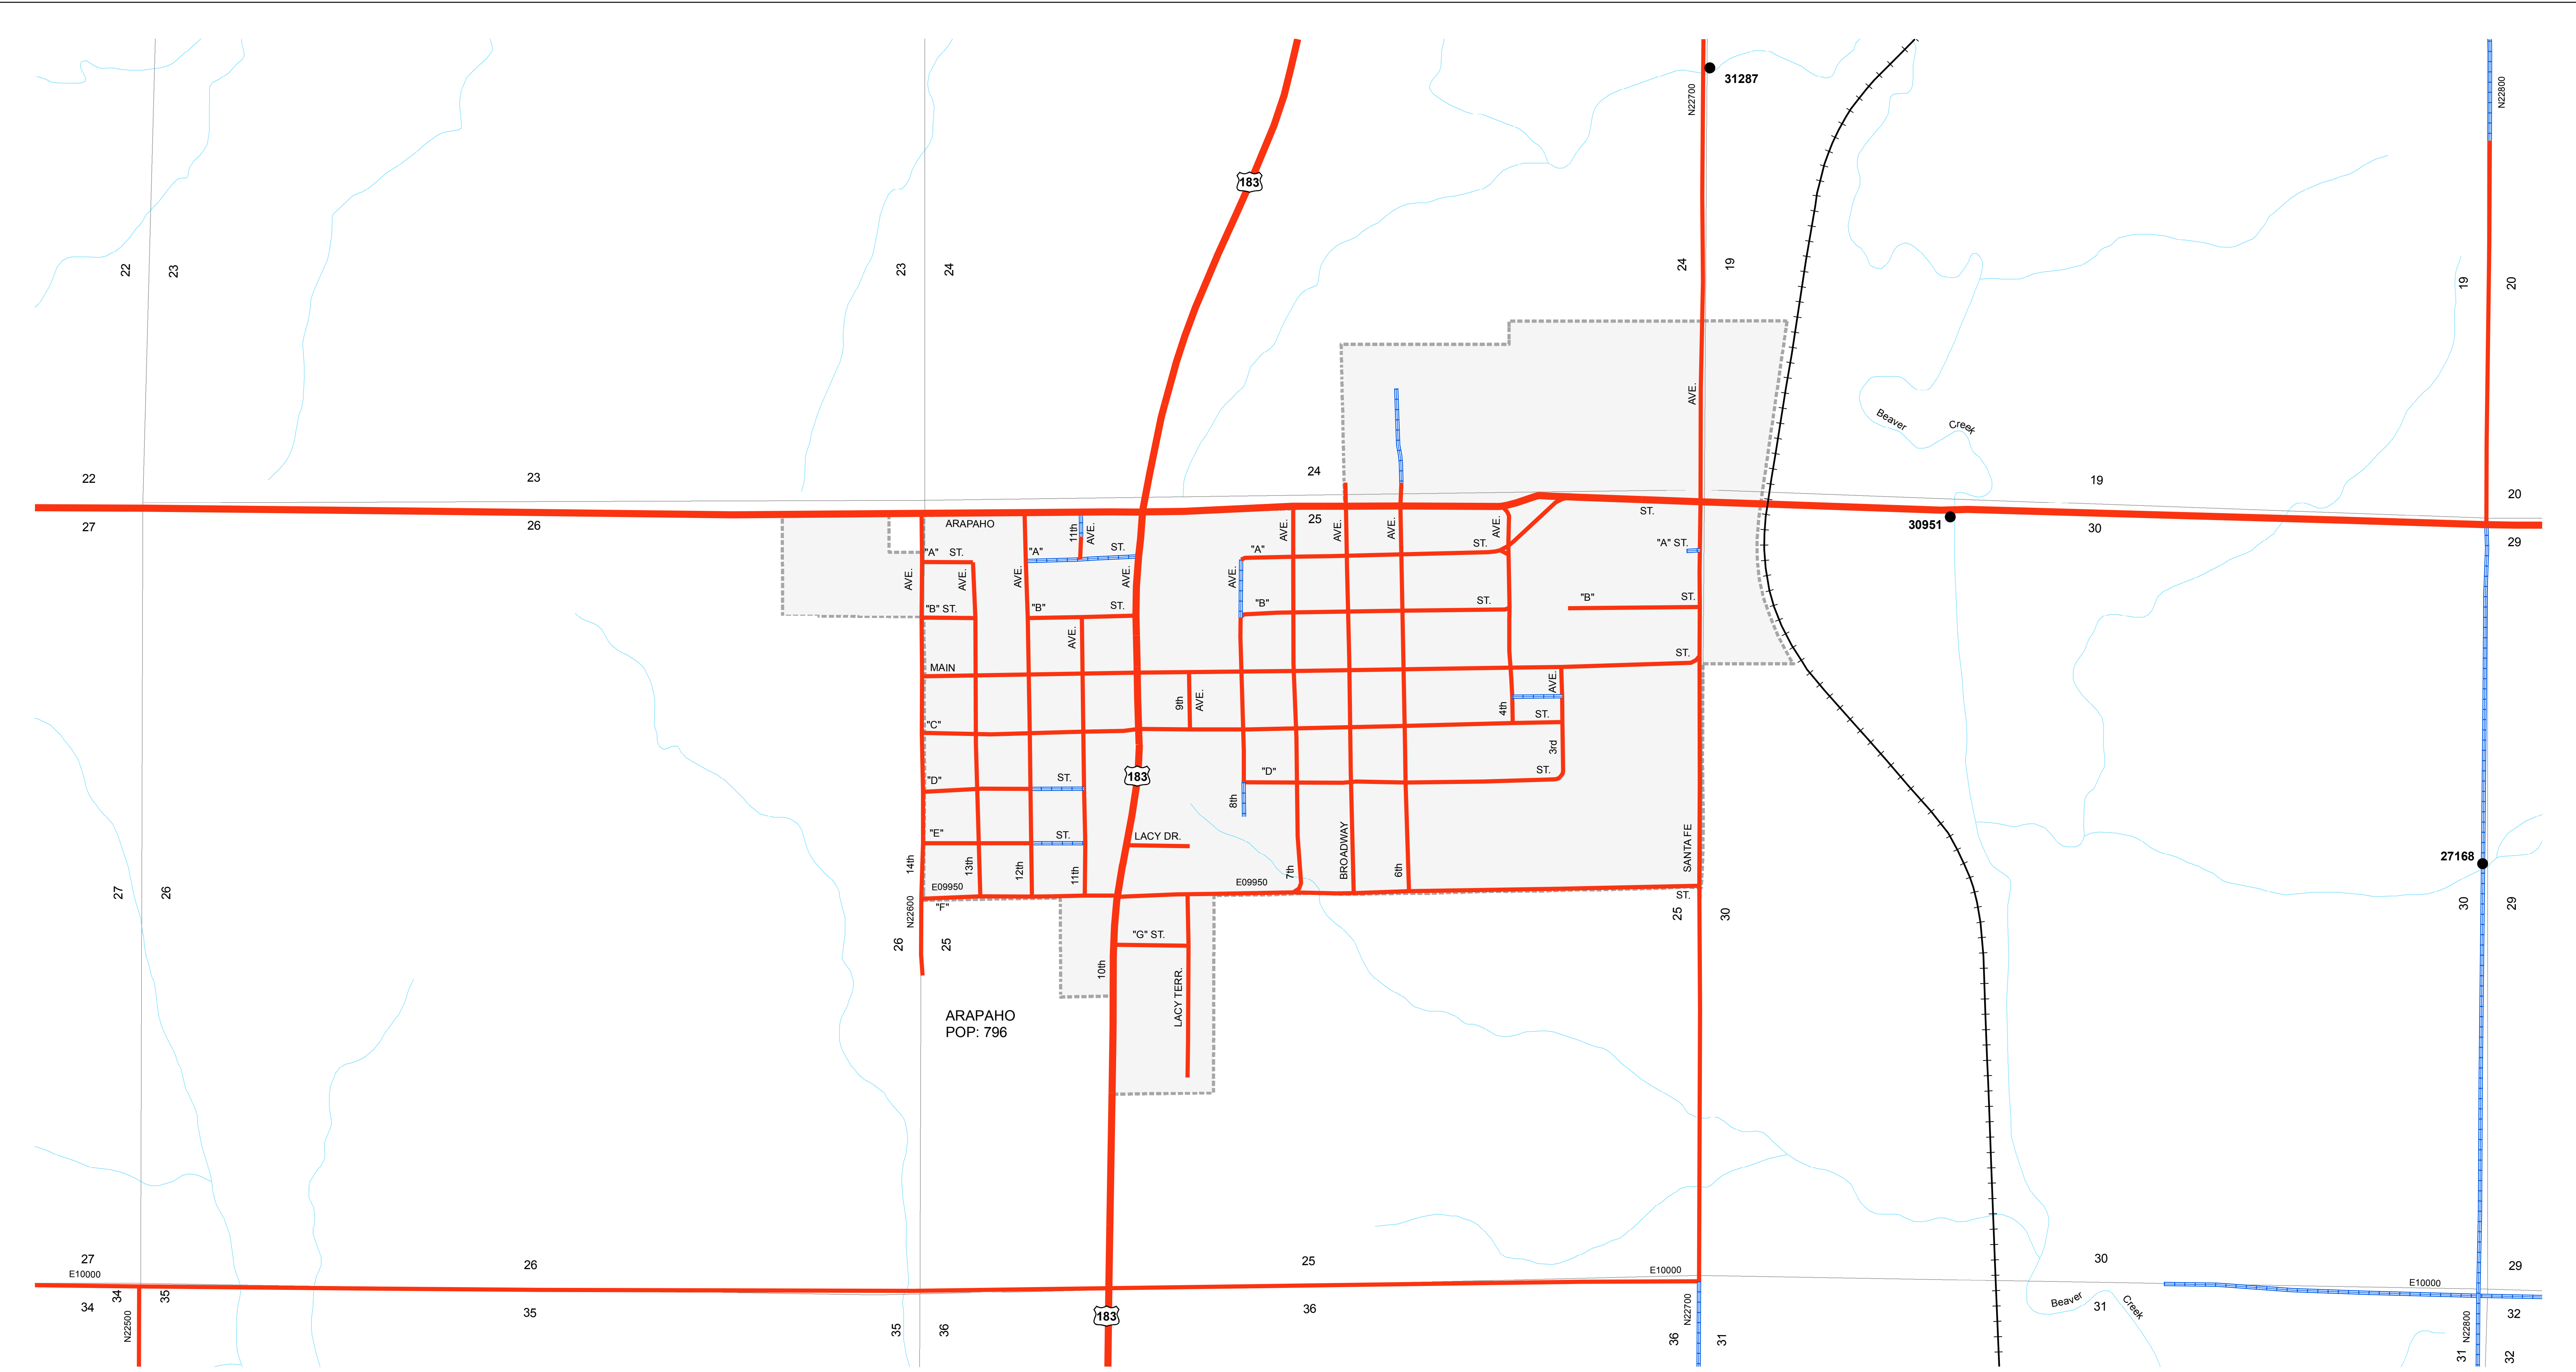 31287
N22700
N22800
183
22
23
23
24
24
19
19
20
AVE.
Beaver
Creek
22
23
24
19
20
27
26
ARAPAHO
25
ST.
30951
30
29
11th
AVE.
AVE.
AVE.
AVE.
AVE.
"A" ST.
"A"
ST.
"A"
ST.
"A" ST.
AVE.
AVE.
AVE.
AVE.
AVE.
"B" ST.
"B"
ST.
"B"
ST.
"B"
ST.
AVE.
MAIN
ST.
9th
AVE.
4th
AVE.
"C"
ST.
3rd
"D"
ST.
183
"D"
ST.
8th
"E"
ST.
LACY DR.
14th
13th
12th
11th
7th
BROADWAY
6th
SANTA FE
27168
E09950
E09950
"F"
ST.
27
26
N22600
26
25
25
30
30
29
"G" ST.
10th
LACY TERR.
ARAPAHO
POP: 796
27
26
25
30
29
E10000
E10000
E10000
34
34
35
N22500
35
183
35
36
36
N22700
36
31
Beaver
Creek
31
N22800
32
31
32